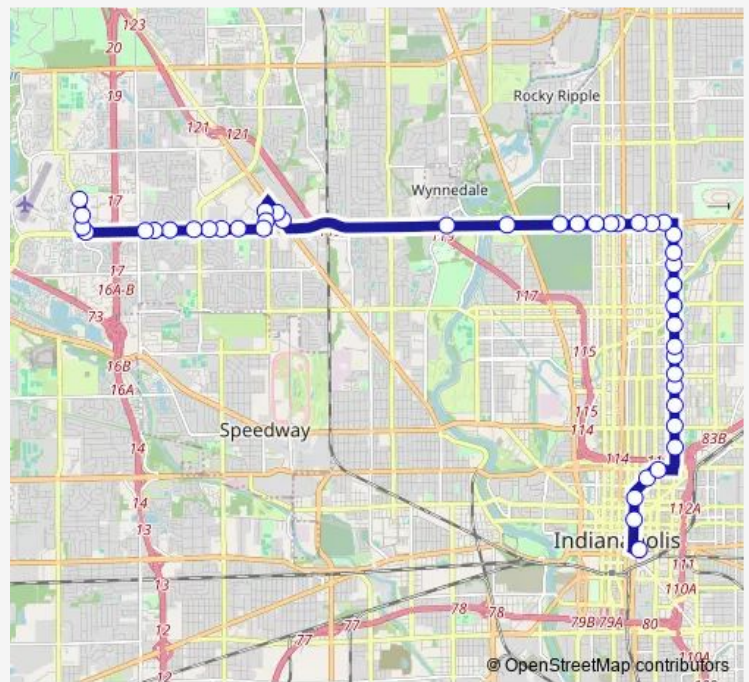 123
20
19
Rocky Ripple
121
121
Wynnedale
17
17
16A-B
73
117
16B
115
16A
Speedway
115
114
14
114
83B
14
112A
13
Indianapolis
111
13
78
78
110A
77
77
79B
79A
80
12
12
110A
© OpenStreetMap contributors